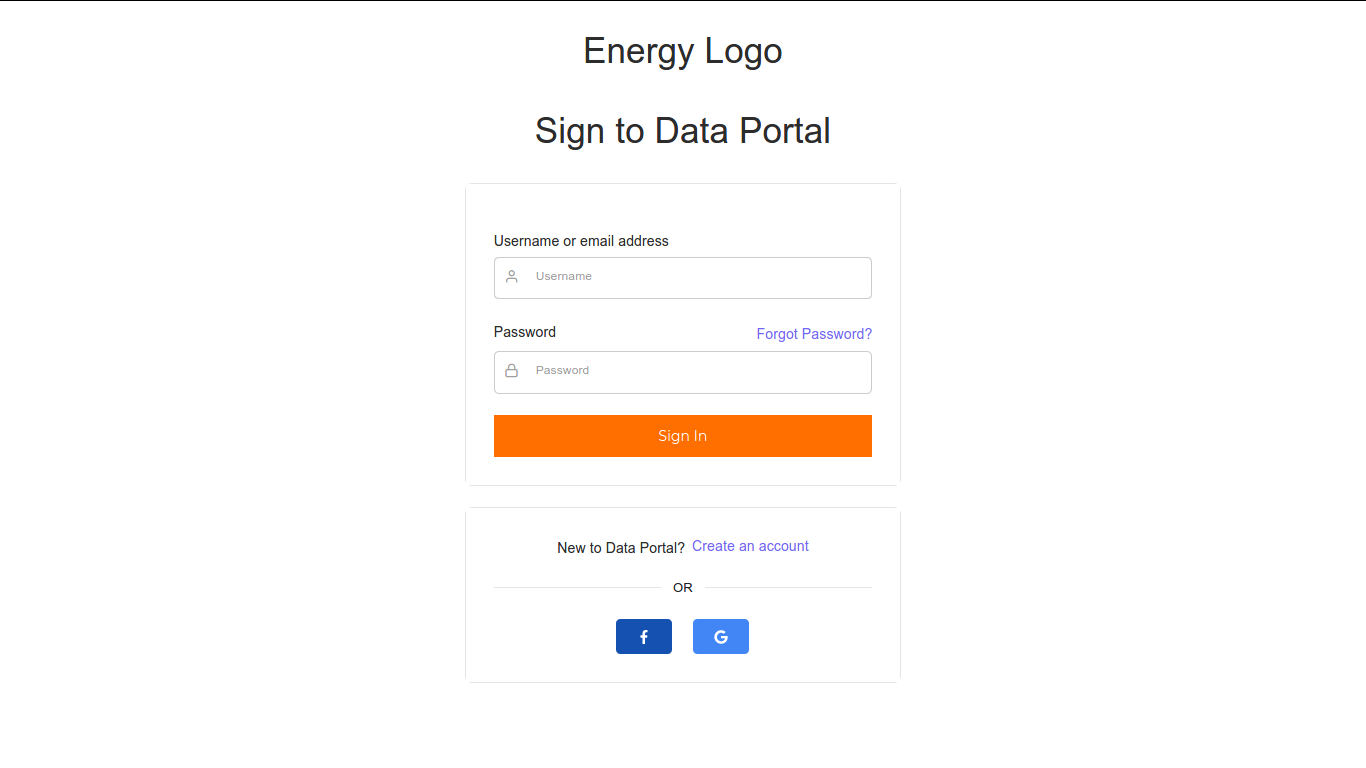 Energy Logo
Sign to Data Portal
Username or email address
Username
Password
Forgot Password?
Password
Sign In
New to Data Portal? Create an account
OR
f
G